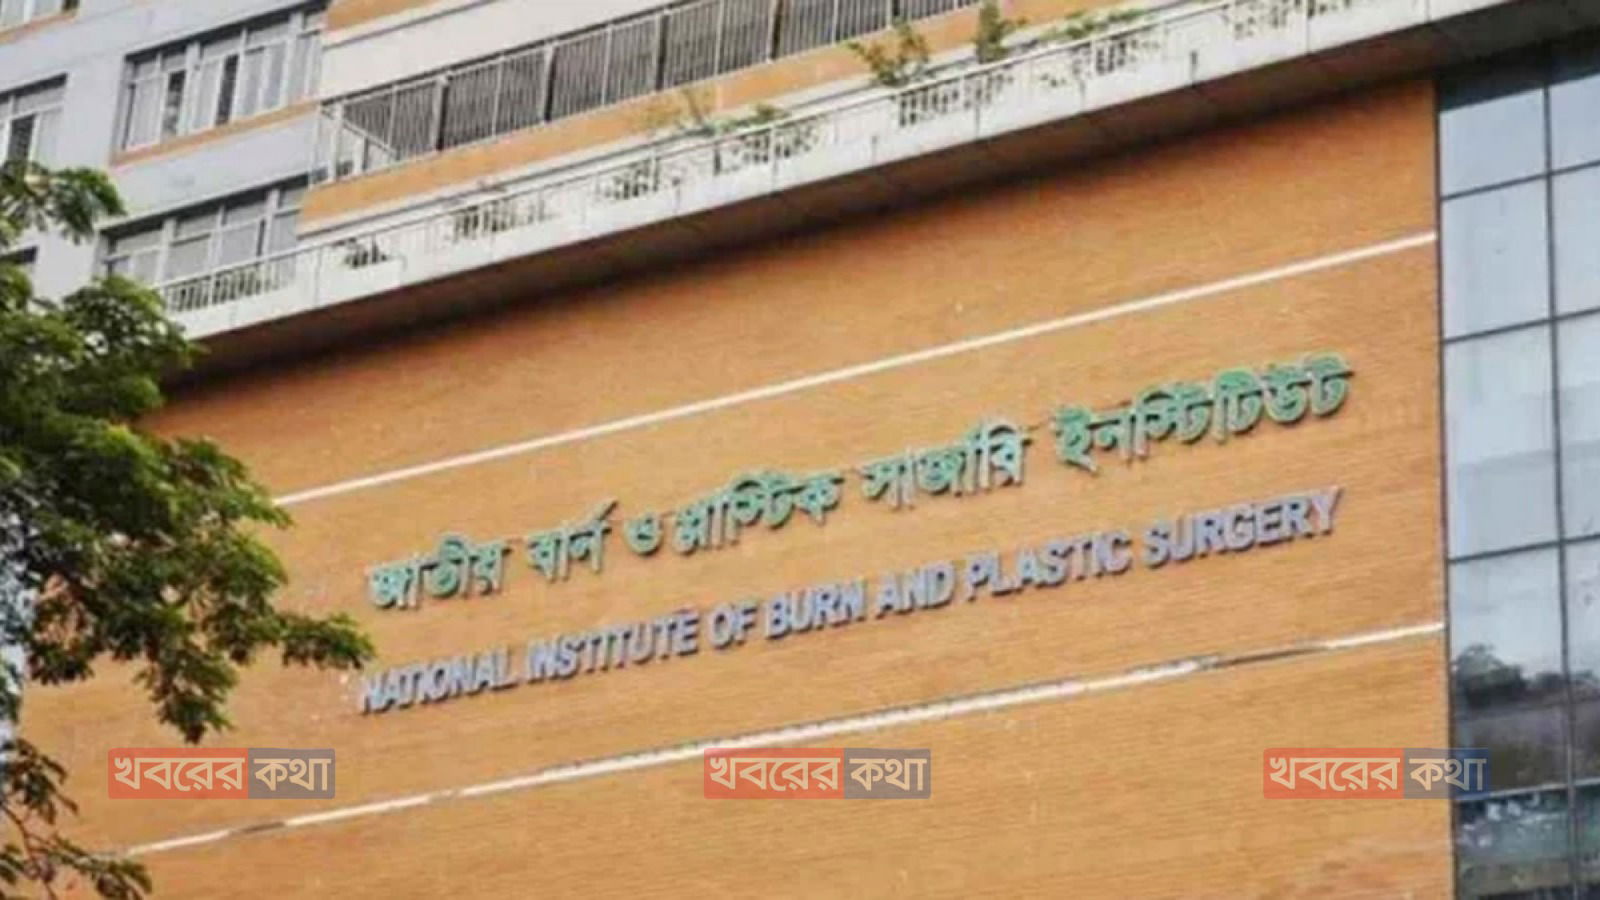 জাতীয় বার্ন ও প্লাস্টিক সার্জারি ইনস্টিটিউট
NATIONAL INSTITUTE OF BURN AND PLASTIC SURGERY
খবরের কথা খবরের কথা খবরের কথা